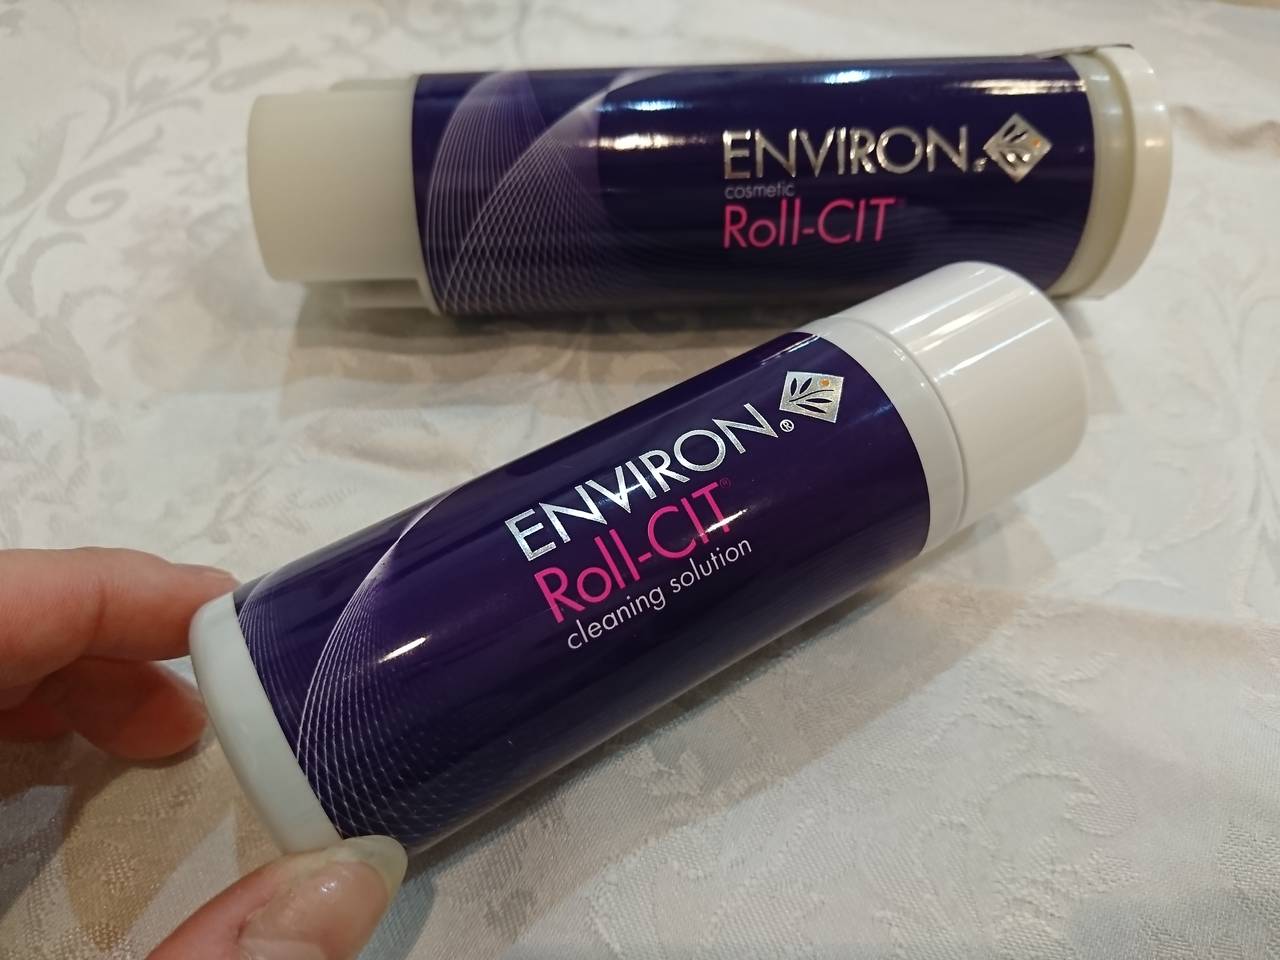 ENVIRON®
cosmetic
Roll-CIT
ENVIRON®
Roll-CIT®
cleaning solution